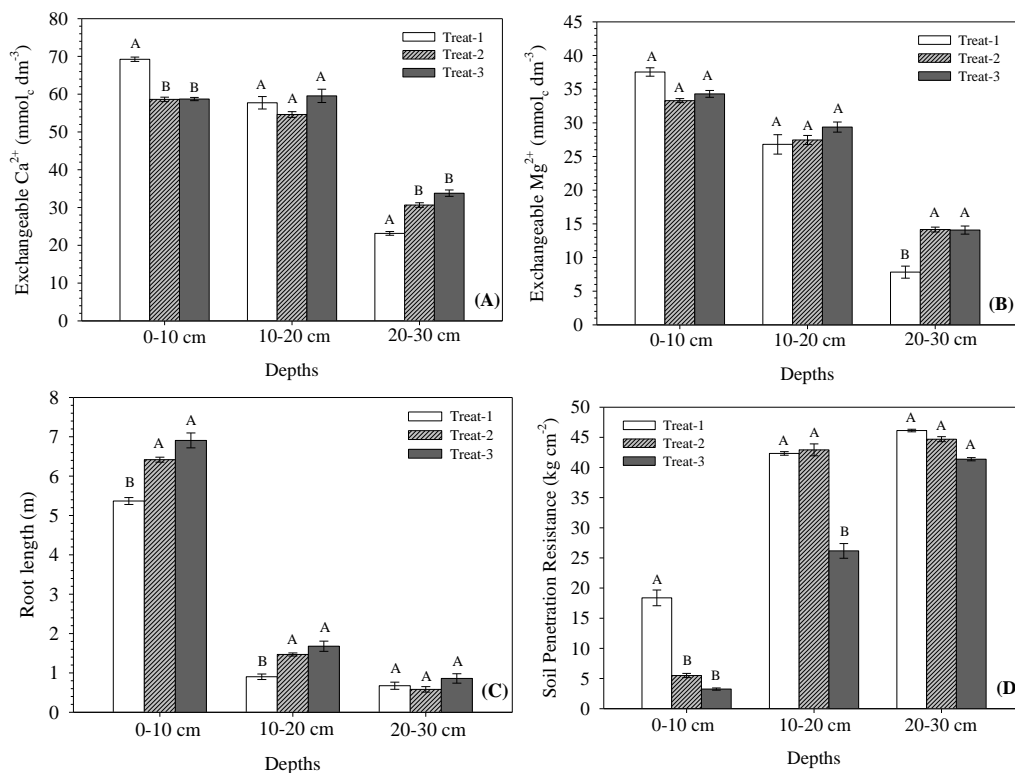 Exchangeable Ca²⁺ (mmol_c dm⁻³)
80
70
60
50
40
30
20
10
0
Treat-1
Treat-2
Treat-3
A
B
B
A
A
A
A
B
B
(A)
0-10 cm
10-20 cm
20-30 cm
Depths
Exchangeable Mg²⁺ (mmol_c dm⁻³)
45
40
35
30
25
20
15
10
5
0
Treat-1
Treat-2
Treat-3
A
A
A
A
A
A
B
A
A
(B)
0-10 cm
10-20 cm
20-30 cm
Depths
Root length (m)
8
7
6
5
4
3
2
1
0
Treat-1
Treat-2
Treat-3
B
A
A
B
A
A
A
A
A
(C)
0-10 cm
10-20 cm
20-30 cm
Depths
Soil Penetration Resistance (kg cm⁻²)
50
45
40
35
30
25
20
15
10
5
0
Treat-1
Treat-2
Treat-3
A
B
B
A
A
B
A
A
A
(D
0-10 cm
10-20 cm
20-30 cm
Depths